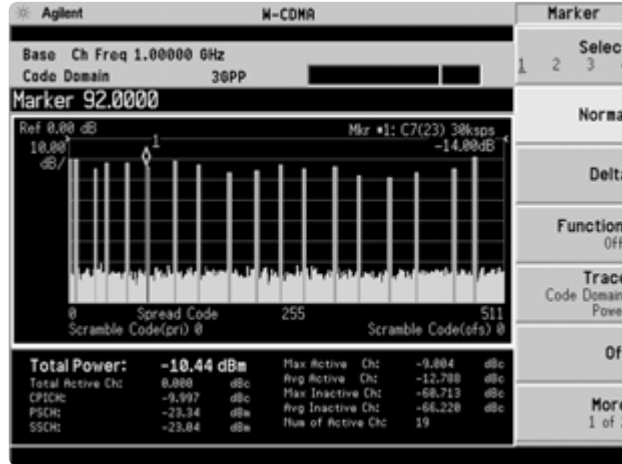 Agilent W-CDMA Marker
Base Ch Freq 1.00000 GHz
Code Domain 3GPP
Marker 92.0000
Ref 0.00 dB Mkr #1: C7(23) 30ksps
-14.00dB
10.00
dB/
1
0 Spread Code 255 511
Scramble Code(pri) 0 Scramble Code(ofs) 0
Total Power: -10.44 dBm
Total Active Ch: 0.000 dBc
CPICH: -9.997 dBc
PSCH: -23.34 dBm
SSCH: -23.04 dBm
Max Active Ch: -9.004 dBc
Avg Active Ch: -12.788 dBc
Max Inactive Ch: -60.713 dBc
Avg Inactive Ch: -66.220 dBc
Num of Active Ch: 19
Selec
1 2 3
Norma
Delta
Function
Off
Trace
Code Domain
Powe
Of
More
1 of